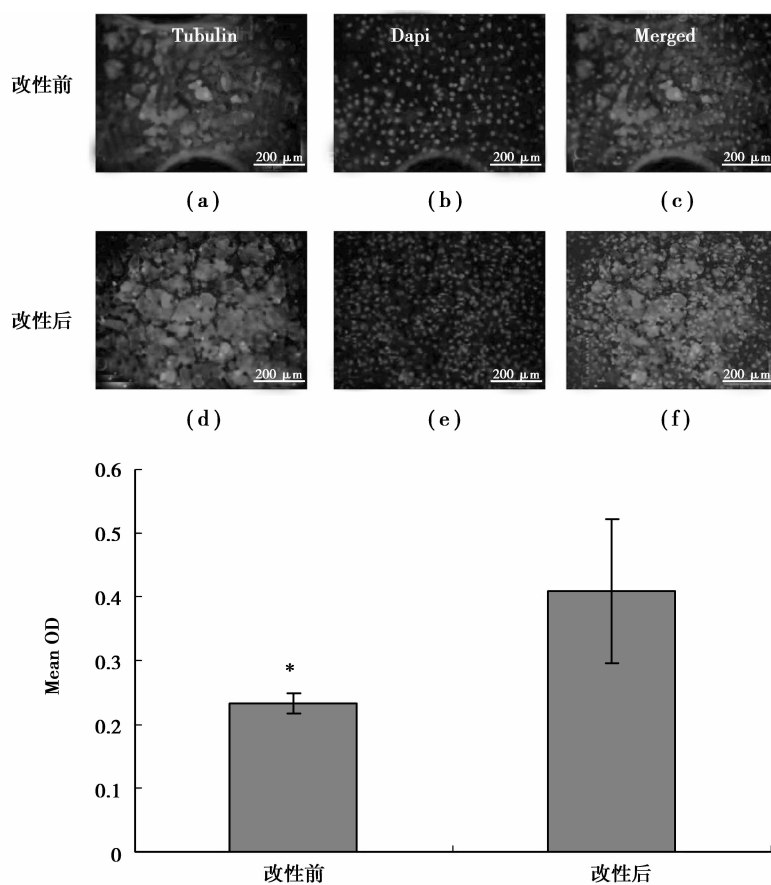 Tubulin Dapi Merged
改性前
200 μm 200 μm 200 μm
(a) (b) (c)
改性后
200 μm 200 μm 200 μm
(d) (e) (f)
0.6
0.5
0.4
0.3
*
0.2
0.1
0
Mean OD
改性前 改性后